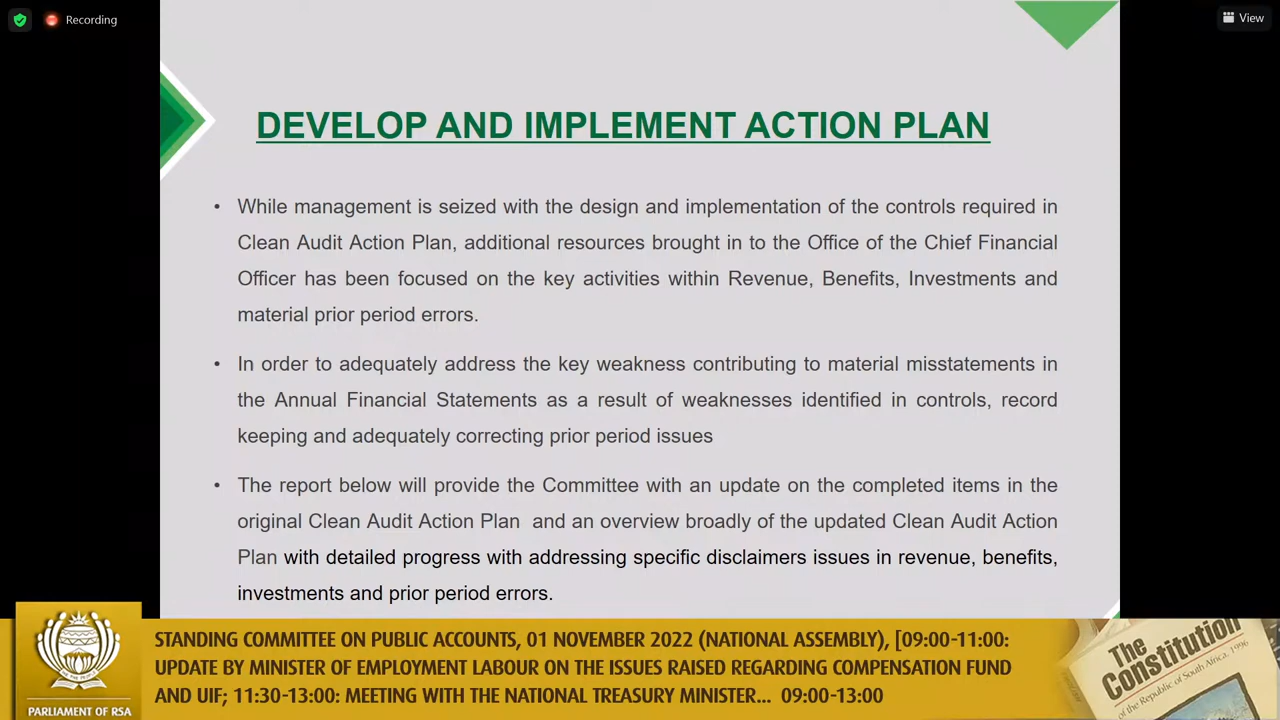 Recording
View
DEVELOP AND IMPLEMENT ACTION PLAN
• While management is seized with the design and implementation of the controls required in
Clean Audit Action Plan, additional resources brought in to the Office of the Chief Financial
Officer has been focused on the key activities within Revenue, Benefits, Investments and
material prior period errors.
• In order to adequately address the key weakness contributing to material misstatements in
the Annual Financial Statements as a result of weaknesses identified in controls, record
keeping and adequately correcting prior period issues
• The report below will provide the Committee with an update on the completed items in the
original Clean Audit Action Plan and an overview broadly of the updated Clean Audit Action
Plan with detailed progress with addressing specific disclaimers issues in revenue, benefits,
investments and prior period errors.
STANDING COMMITTEE ON PUBLIC ACCOUNTS, 01 NOVEMBER 2022 (NATIONAL ASSEMBLY), [09:00-11:00:
UPDATE BY MINISTER OF EMPLOYMENT LABOUR ON THE ISSUES RAISED REGARDING COMPENSATION FUND
AND UIF; 11:30-13:00: MEETING WITH THE NATIONAL TREASURY MINISTER... 09:00-13:00
PARLIAMENT OF RSA
The
Constitution
of the Republic of South Africa, 1996